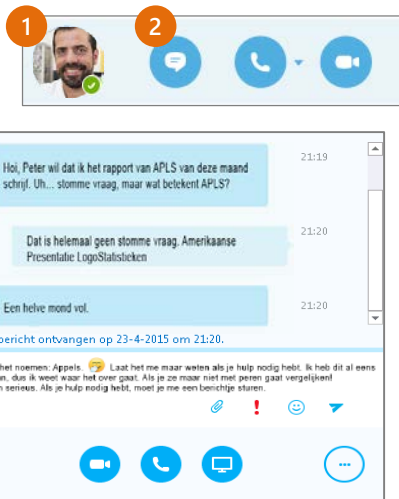 1
2
Hoi, Peter wil dat ik het rapport van APLS van deze maand
schrijf. Uh... stomme vraag, maar wat betekent APLS?
21:19
Dat is helemaal geen stomme vraag. Amerikaanse
Presentatie LogoStatistieken
21:20
Een helve mond vol.
21:20
bericht ontvangen op 23-4-2015 om 21:20.
het noemen: Appels. Laat het me maar weten als je hulp nodig hebt. Ik heb dit al eens
n, dus ik weet waar het over gaat. Als je ze maar niet met peren gaat vergelijken!
n serieus. Als je hulp nodig hebt, moet je me een berichtje sturen.